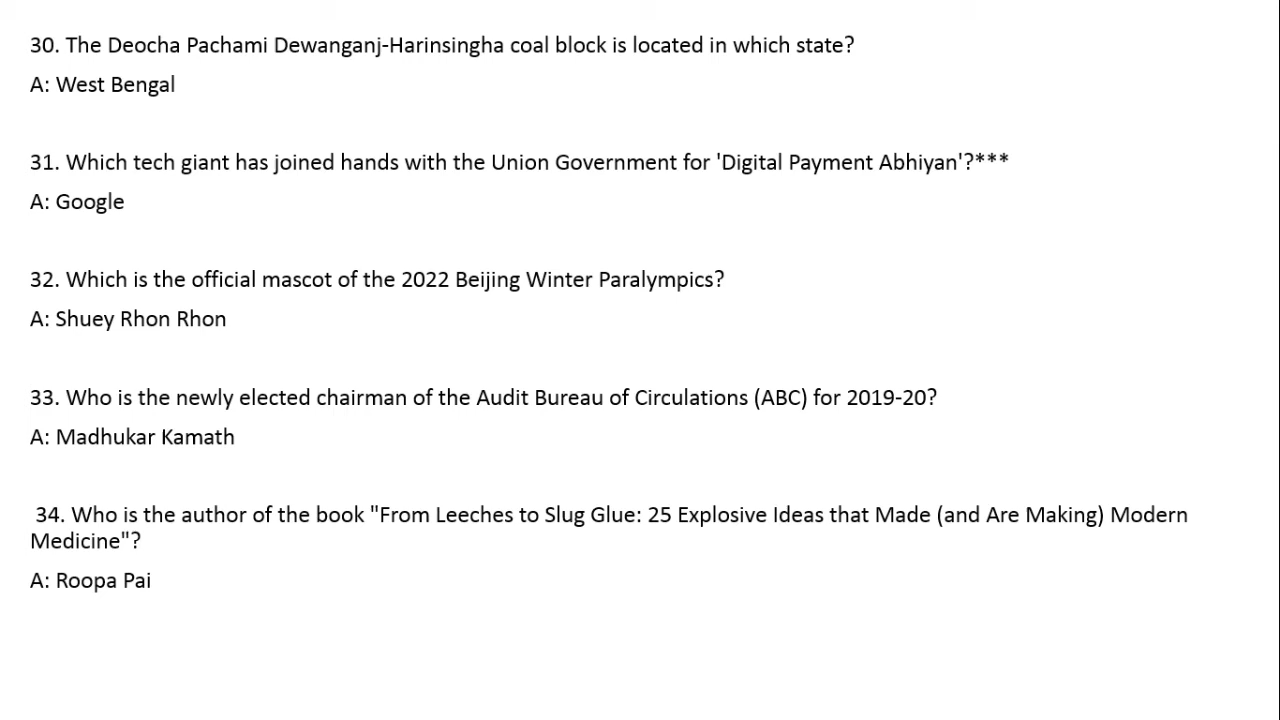 30. The Deocha Pachami Dewanganj-Harinsingha coal block is located in which state?
A: West Bengal
31. Which tech giant has joined hands with the Union Government for 'Digital Payment Abhiyan'?***
A: Google
32. Which is the official mascot of the 2022 Beijing Winter Paralympics?
A: Shuey Rhon Rhon
33. Who is the newly elected chairman of the Audit Bureau of Circulations (ABC) for 2019-20?
A: Madhukar Kamath
34. Who is the author of the book "From Leeches to Slug Glue: 25 Explosive Ideas that Made (and Are Making) Modern
Medicine"?
A: Roopa Pai